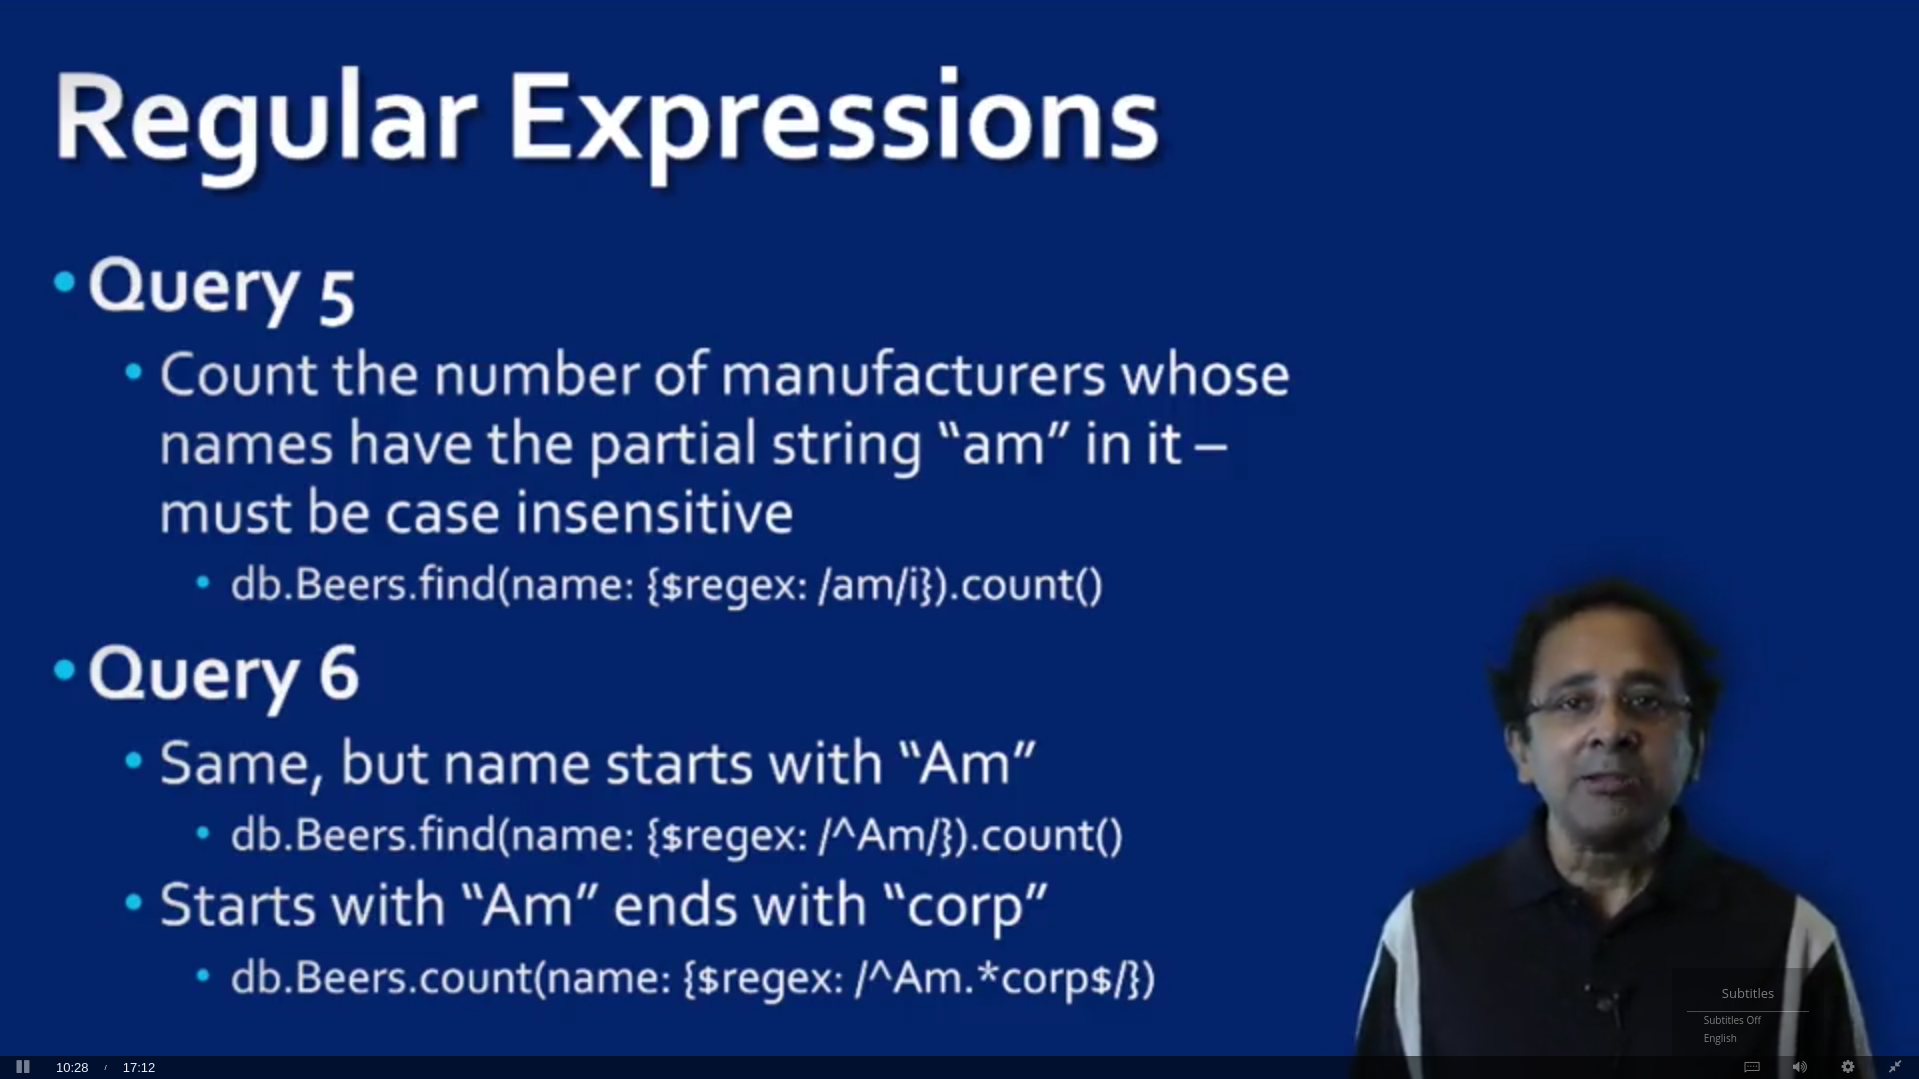 Regular Expressions
• Query 5
• Count the number of manufacturers whose
names have the partial string “am” in it –
must be case insensitive
• db.Beers.find(name: {$regex: /am/i}).count()
• Query 6
• Same, but name starts with “Am”
• db.Beers.find(name: {$regex: /^Am/}).count()
• Starts with “Am” ends with “corp”
• db.Beers.count(name: {$regex: /^Am.*corp$/})
Subtitles
Subtitles Off
English
10:28 / 17:12